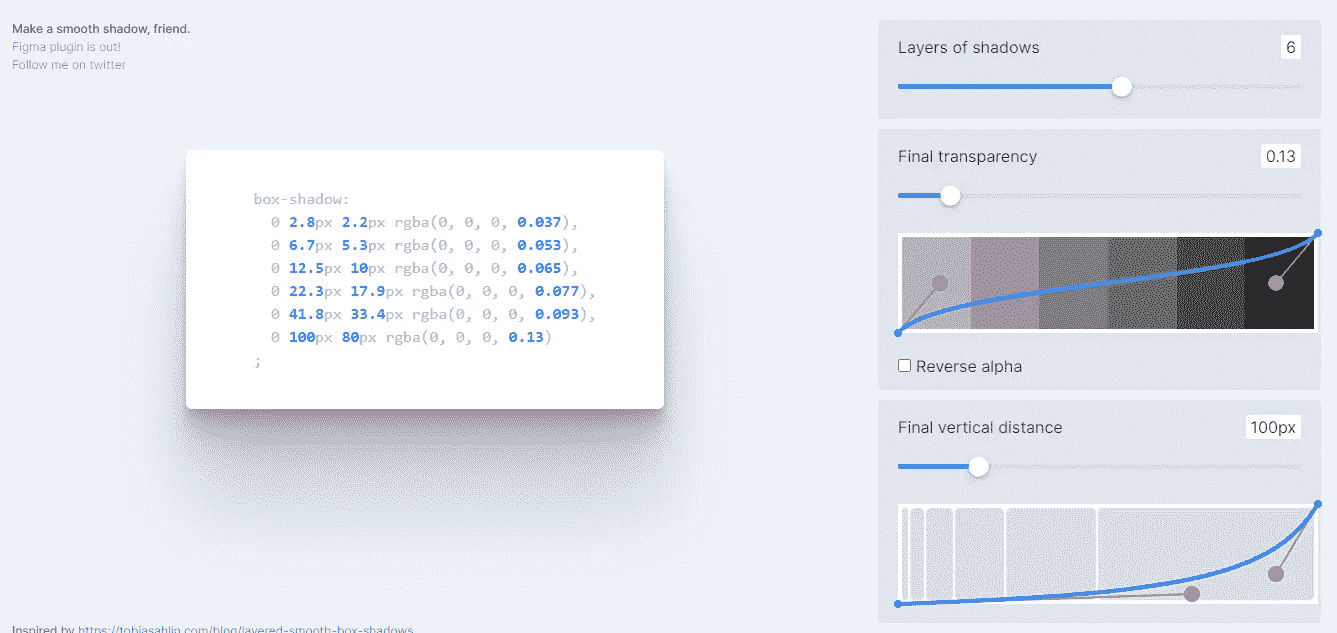 Make a smooth shadow, friend.
Figma plugin is out!
Follow me on twitter
box-shadow:
0 2.8px 2.2px rgba(0, 0, 0, 0.037),
0 6.7px 5.3px rgba(0, 0, 0, 0.053),
0 12.5px 10px rgba(0, 0, 0, 0.065),
0 22.3px 17.9px rgba(0, 0, 0, 0.077),
0 41.8px 33.4px rgba(0, 0, 0, 0.093),
0 100px 80px rgba(0, 0, 0, 0.13)
;
Inspired by https://tobiasahlin.com/blog/layered-smooth-box-shadows
Layers of shadows 6
Final transparency 0.13
Reverse alpha
Final vertical distance 100px